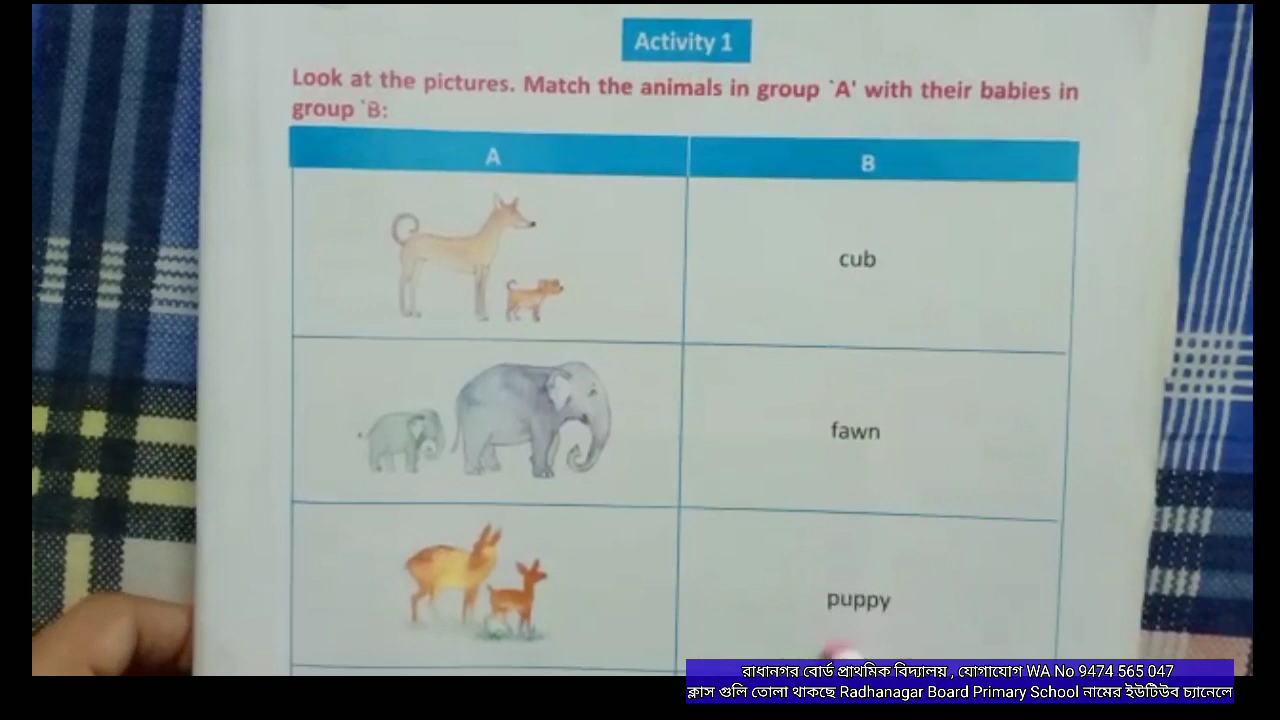 Activity 1
Look at the pictures. Match the animals in group `A' with their babies in
group `B:
A
B
cub
fawn
puppy
রাধানগর বোর্ড প্রাথমিক বিদ্যালয় , যোগাযোগ WA No 9474 565 047
ক্লাস গুলি তোলা থাকছে Radhanagar Board Primary School নামের ইউটিউব চ্যানেলে